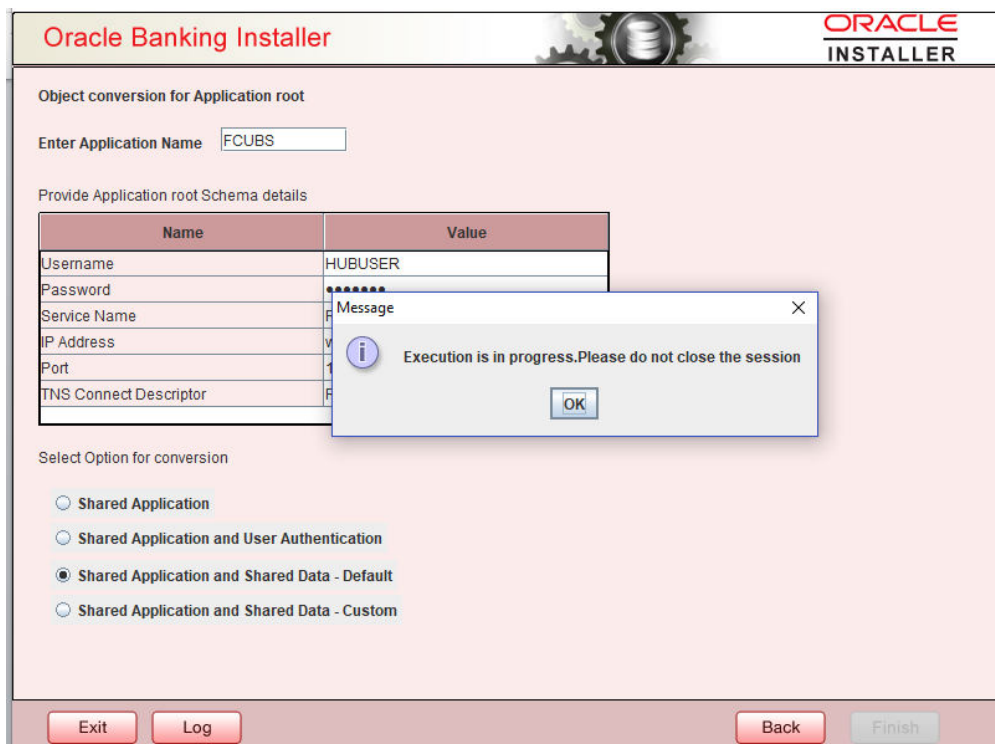 Oracle Banking Installer
ORACLE
INSTALLER
Object conversion for Application root
Enter Application Name FCUBS
Provide Application root Schema details
Name Value
Username HUBUSER
Password •••••••
Service Name
IP Address
Port
TNS Connect Descriptor
Message
Execution is in progress.Please do not close the session
OK
Select Option for conversion
Shared Application
Shared Application and User Authentication
Shared Application and Shared Data - Default
Shared Application and Shared Data - Custom
Exit Log Back Finish